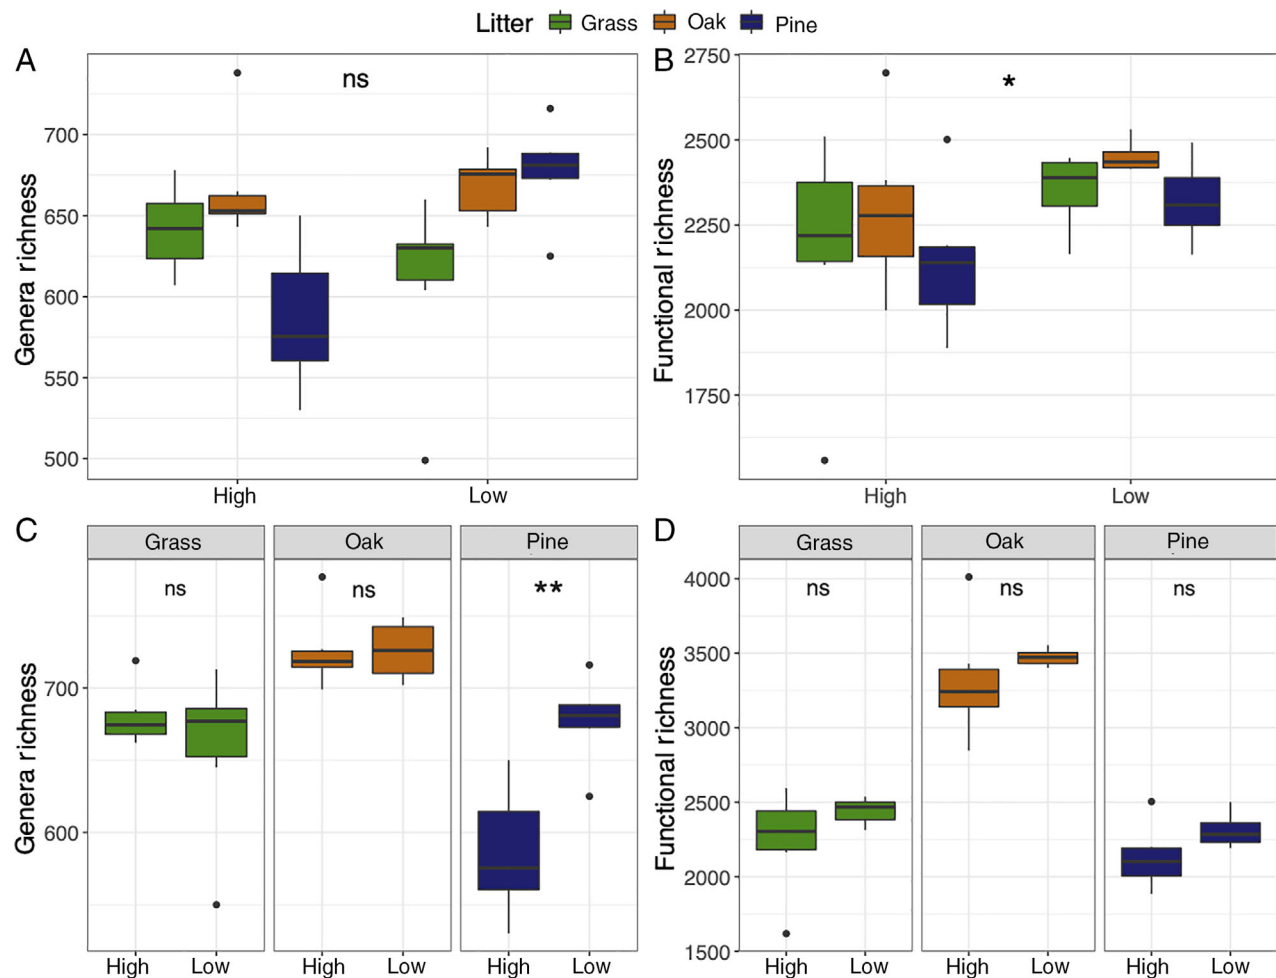 Litter Grass Oak Pine
A
ns
Genera richness
700
650
600
550
500
High Low
B
*
Functional richness
2750
2500
2250
2000
1750
High Low
C
Grass Oak Pine
ns ns **
Genera richness
700
600
High Low High Low High Low
D
Grass Oak Pine
ns ns ns
Functional richness
4000
3500
3000
2500
2000
1500
High Low High Low High Low